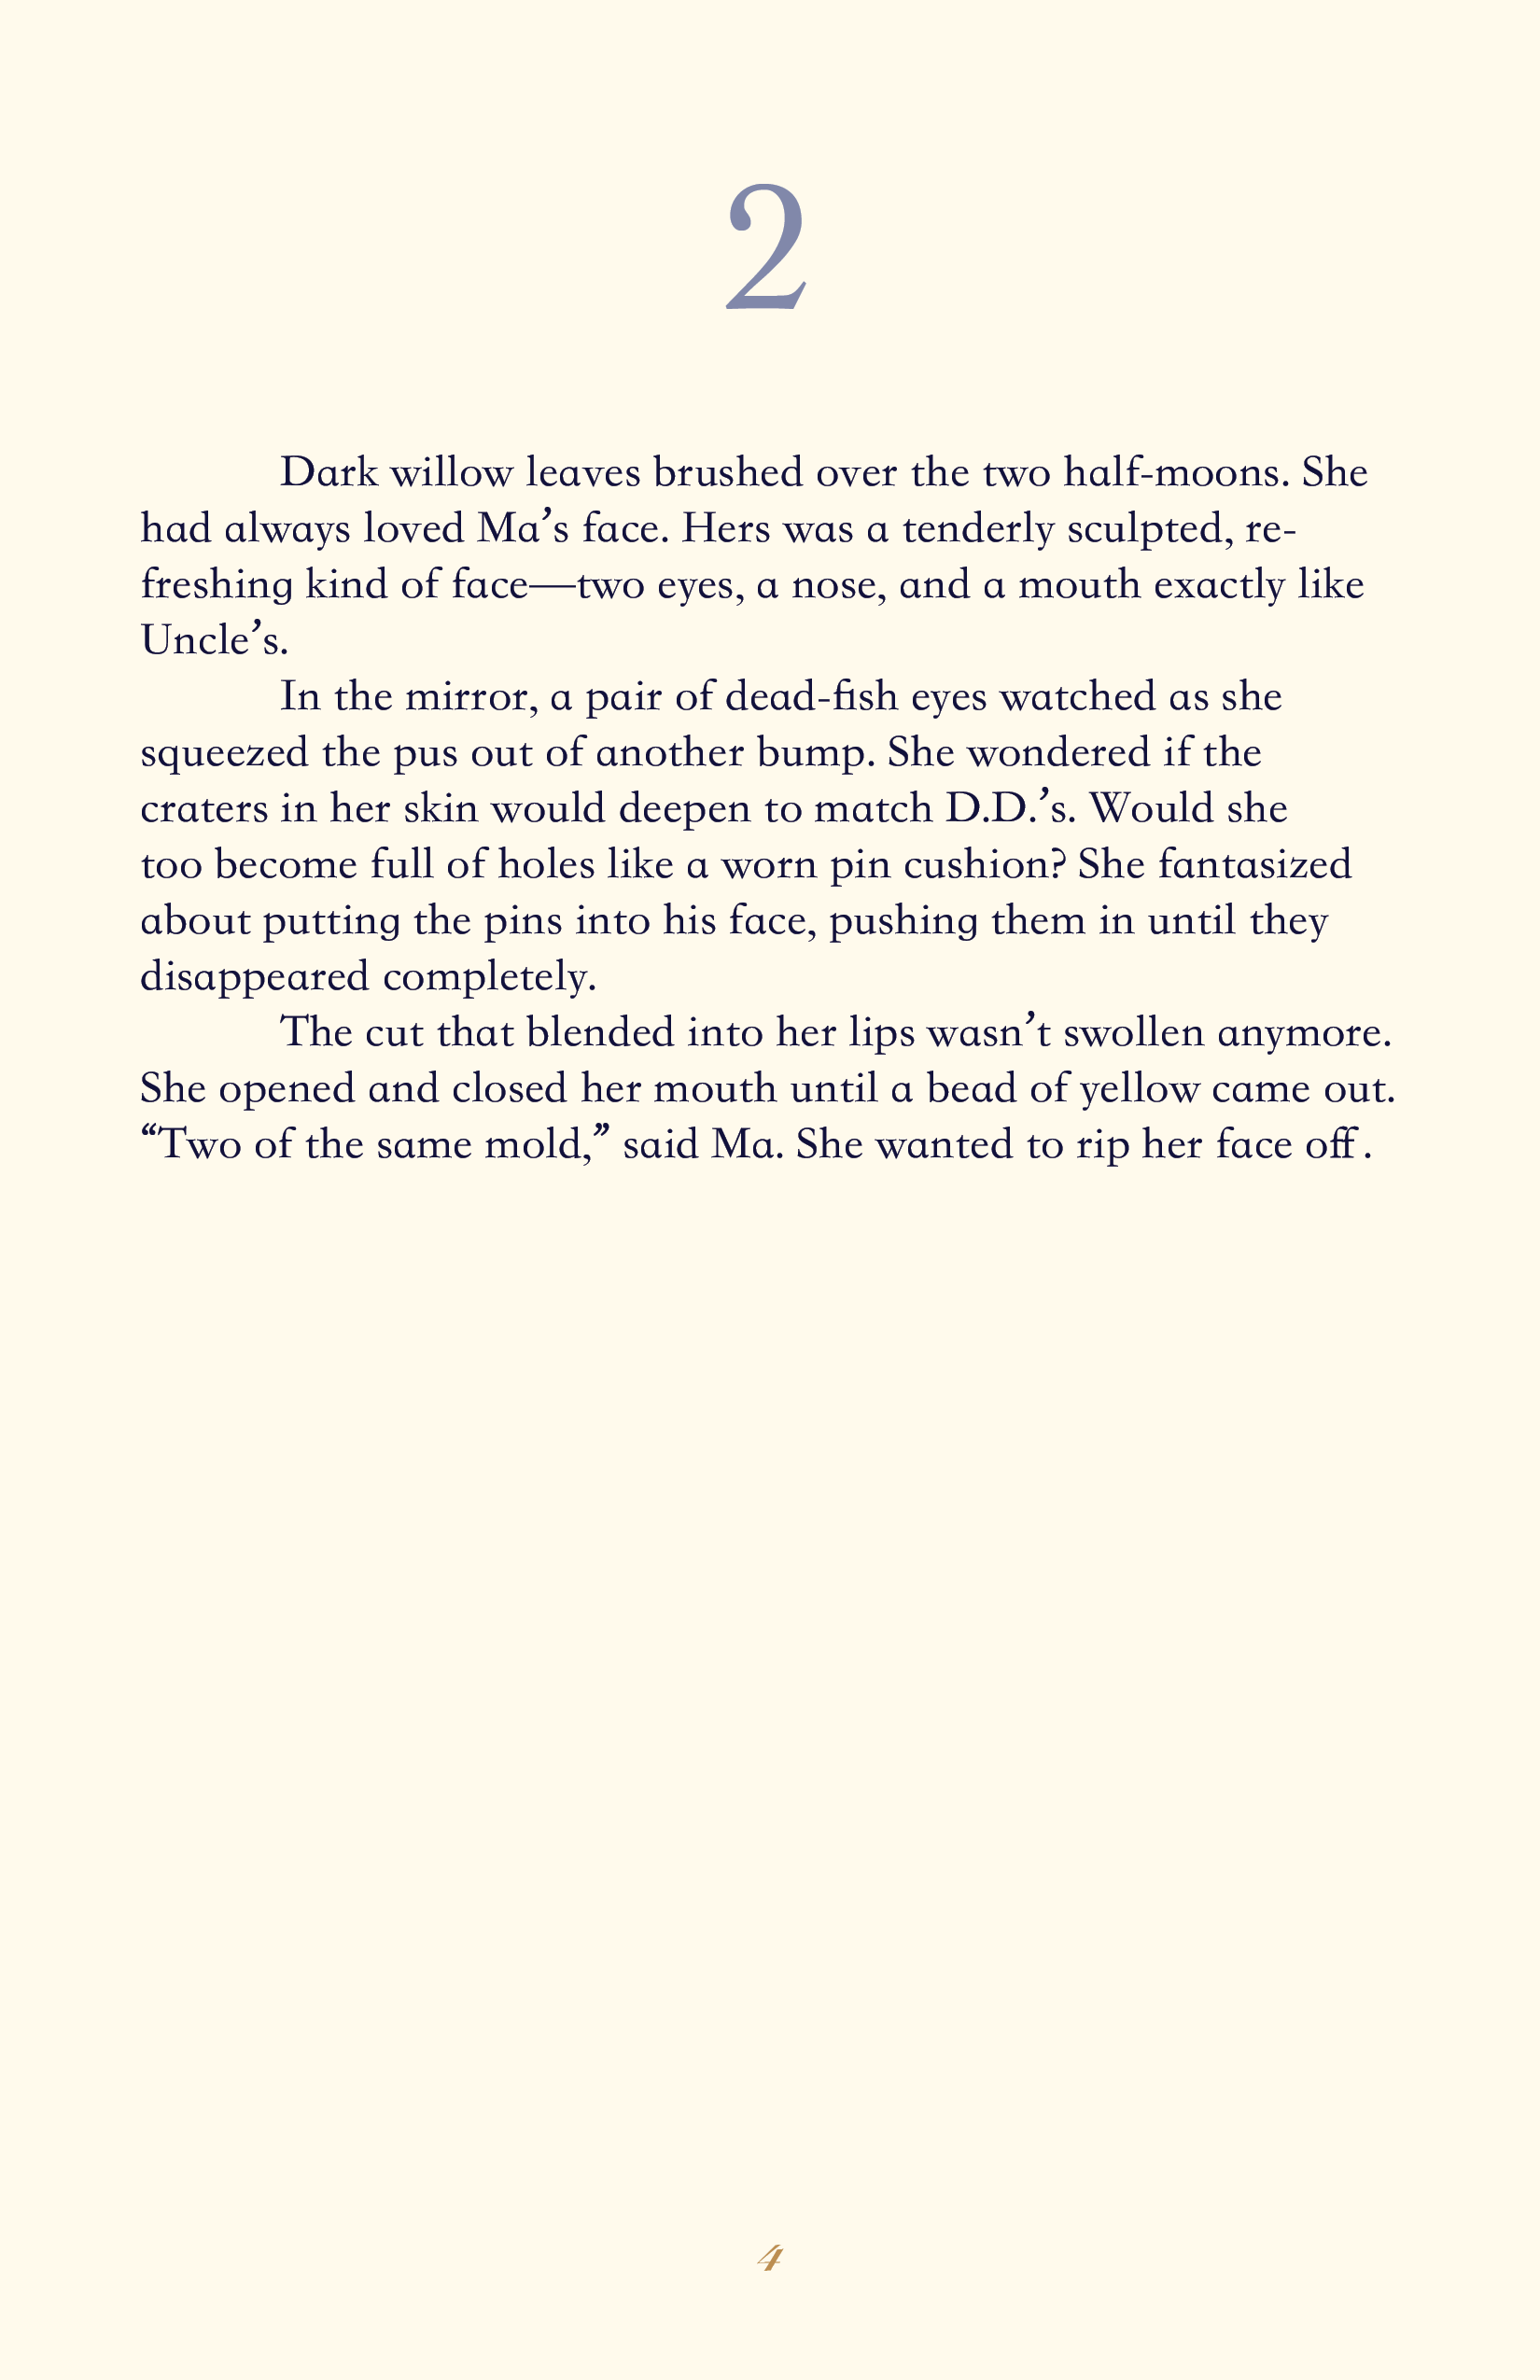 2
Dark willow leaves brushed over the two half-moons. She
had always loved Ma’s face. Hers was a tenderly sculpted, re-
freshing kind of face—two eyes, a nose, and a mouth exactly like
Uncle’s.
In the mirror, a pair of dead-fish eyes watched as she
squeezed the pus out of another bump. She wondered if the
craters in her skin would deepen to match D.D.’s. Would she
too become full of holes like a worn pin cushion? She fantasized
about putting the pins into his face, pushing them in until they
disappeared completely.
The cut that blended into her lips wasn’t swollen anymore.
She opened and closed her mouth until a bead of yellow came out.
“Two of the same mold,” said Ma. She wanted to rip her face off.
4